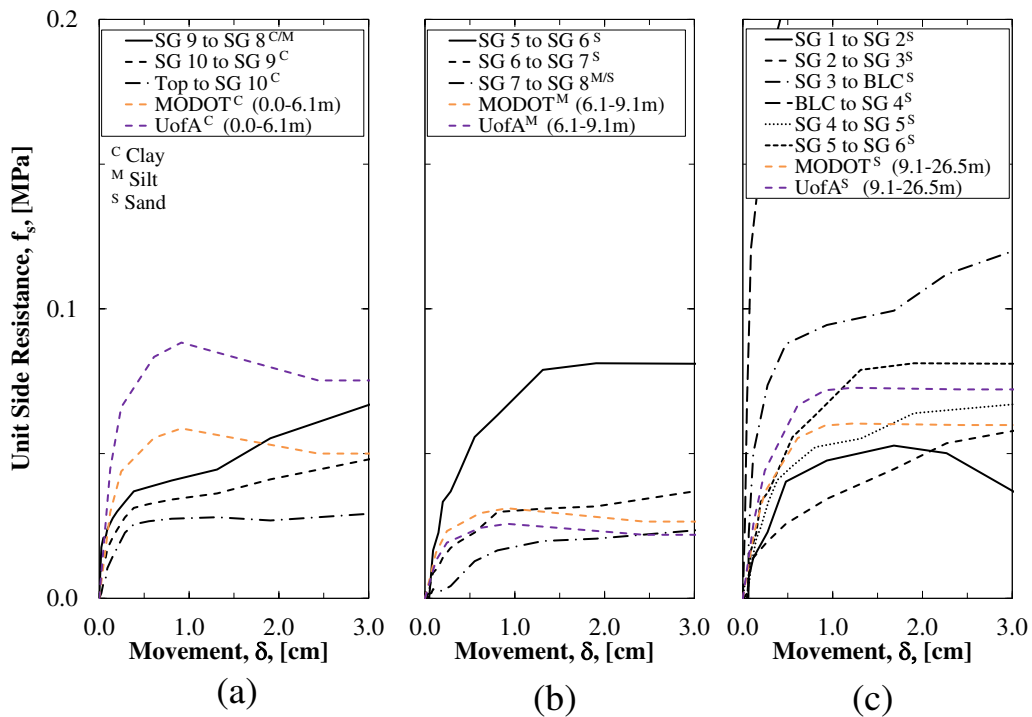 Unit Side Resistance, fₛ, [MPa]
0.2
0.1
0.0
SG 9 to SG 8 C/M
SG 10 to SG 9 C
Top to SG 10 C
MODOT C (0.0-6.1m)
UofA C (0.0-6.1m)
C Clay
M Silt
S Sand
0.0 1.0 2.0 3.0
Movement, δ, [cm]
(a)
SG 5 to SG 6 S
SG 6 to SG 7 S
SG 7 to SG 8 M/S
MODOT M (6.1-9.1m)
UofA M (6.1-9.1m)
0.0 1.0 2.0 3.0
Movement, δ, [cm]
(b)
SG 1 to SG 2 S
SG 2 to SG 3 S
SG 3 to BLC S
BLC to SG 4 S
SG 4 to SG 5 S
SG 5 to SG 6 S
MODOT S (9.1-26.5m)
UofA S (9.1-26.5m)
0.0 1.0 2.0 3.0
Movement, δ, [cm]
(c)